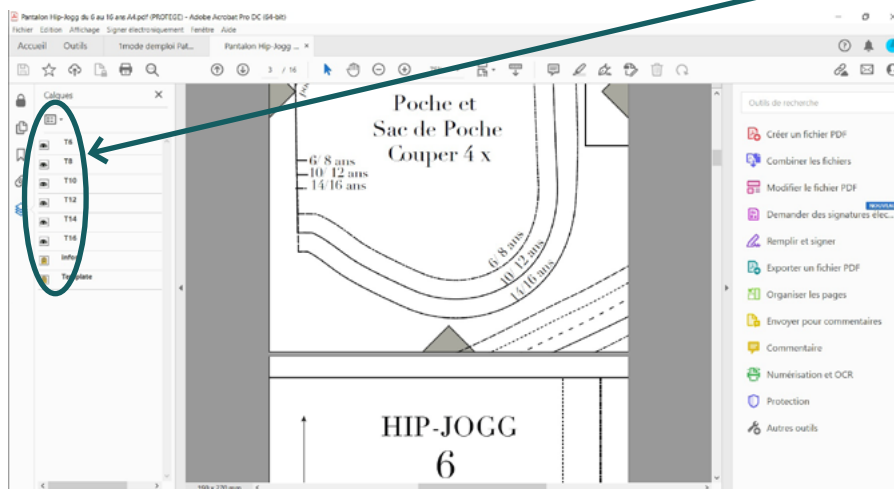 Pantalon Hip-Jogg du 6 au 16 ans A4.pdf (PROTEGE) - Adobe Acrobat Pro DC (64-bit)
Fichier Edition Affichage Signer électroniquement Fenêtre Aide
Accueil Outils 1mode demploi Pat... Pantalon Hip-Jogg ... ×
3 / 16
Calques ×
T6
T8
T10
T12
T14
T16
Infos
Template
Poche et
Sac de Poche
Couper 4 x
6/ 8 ans
10/ 12 ans
14/16 ans
6/ 8 ans
10/ 12 ans
14/16 ans
HIP-JOGG
6
Outils de recherche
Créer un fichier PDF
Combiner les fichiers
Modifier le fichier PDF
Demander des signatures élec...
Remplir et signer
Exporter un fichier PDF
Organiser les pages
Envoyer pour commentaires
Commentaire
Numérisation et OCR
Protection
Autres outils